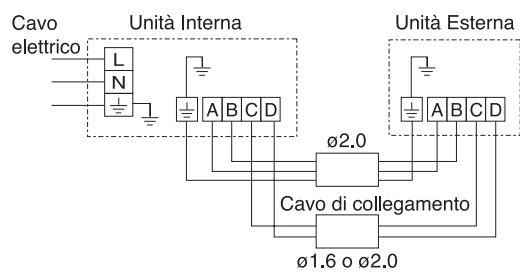 Cavo
elettrico
Unità Interna
Unità Esterna
L
N
A B C D
A B C D
ø2.0
Cavo di collegamento
ø1.6 o ø2.0